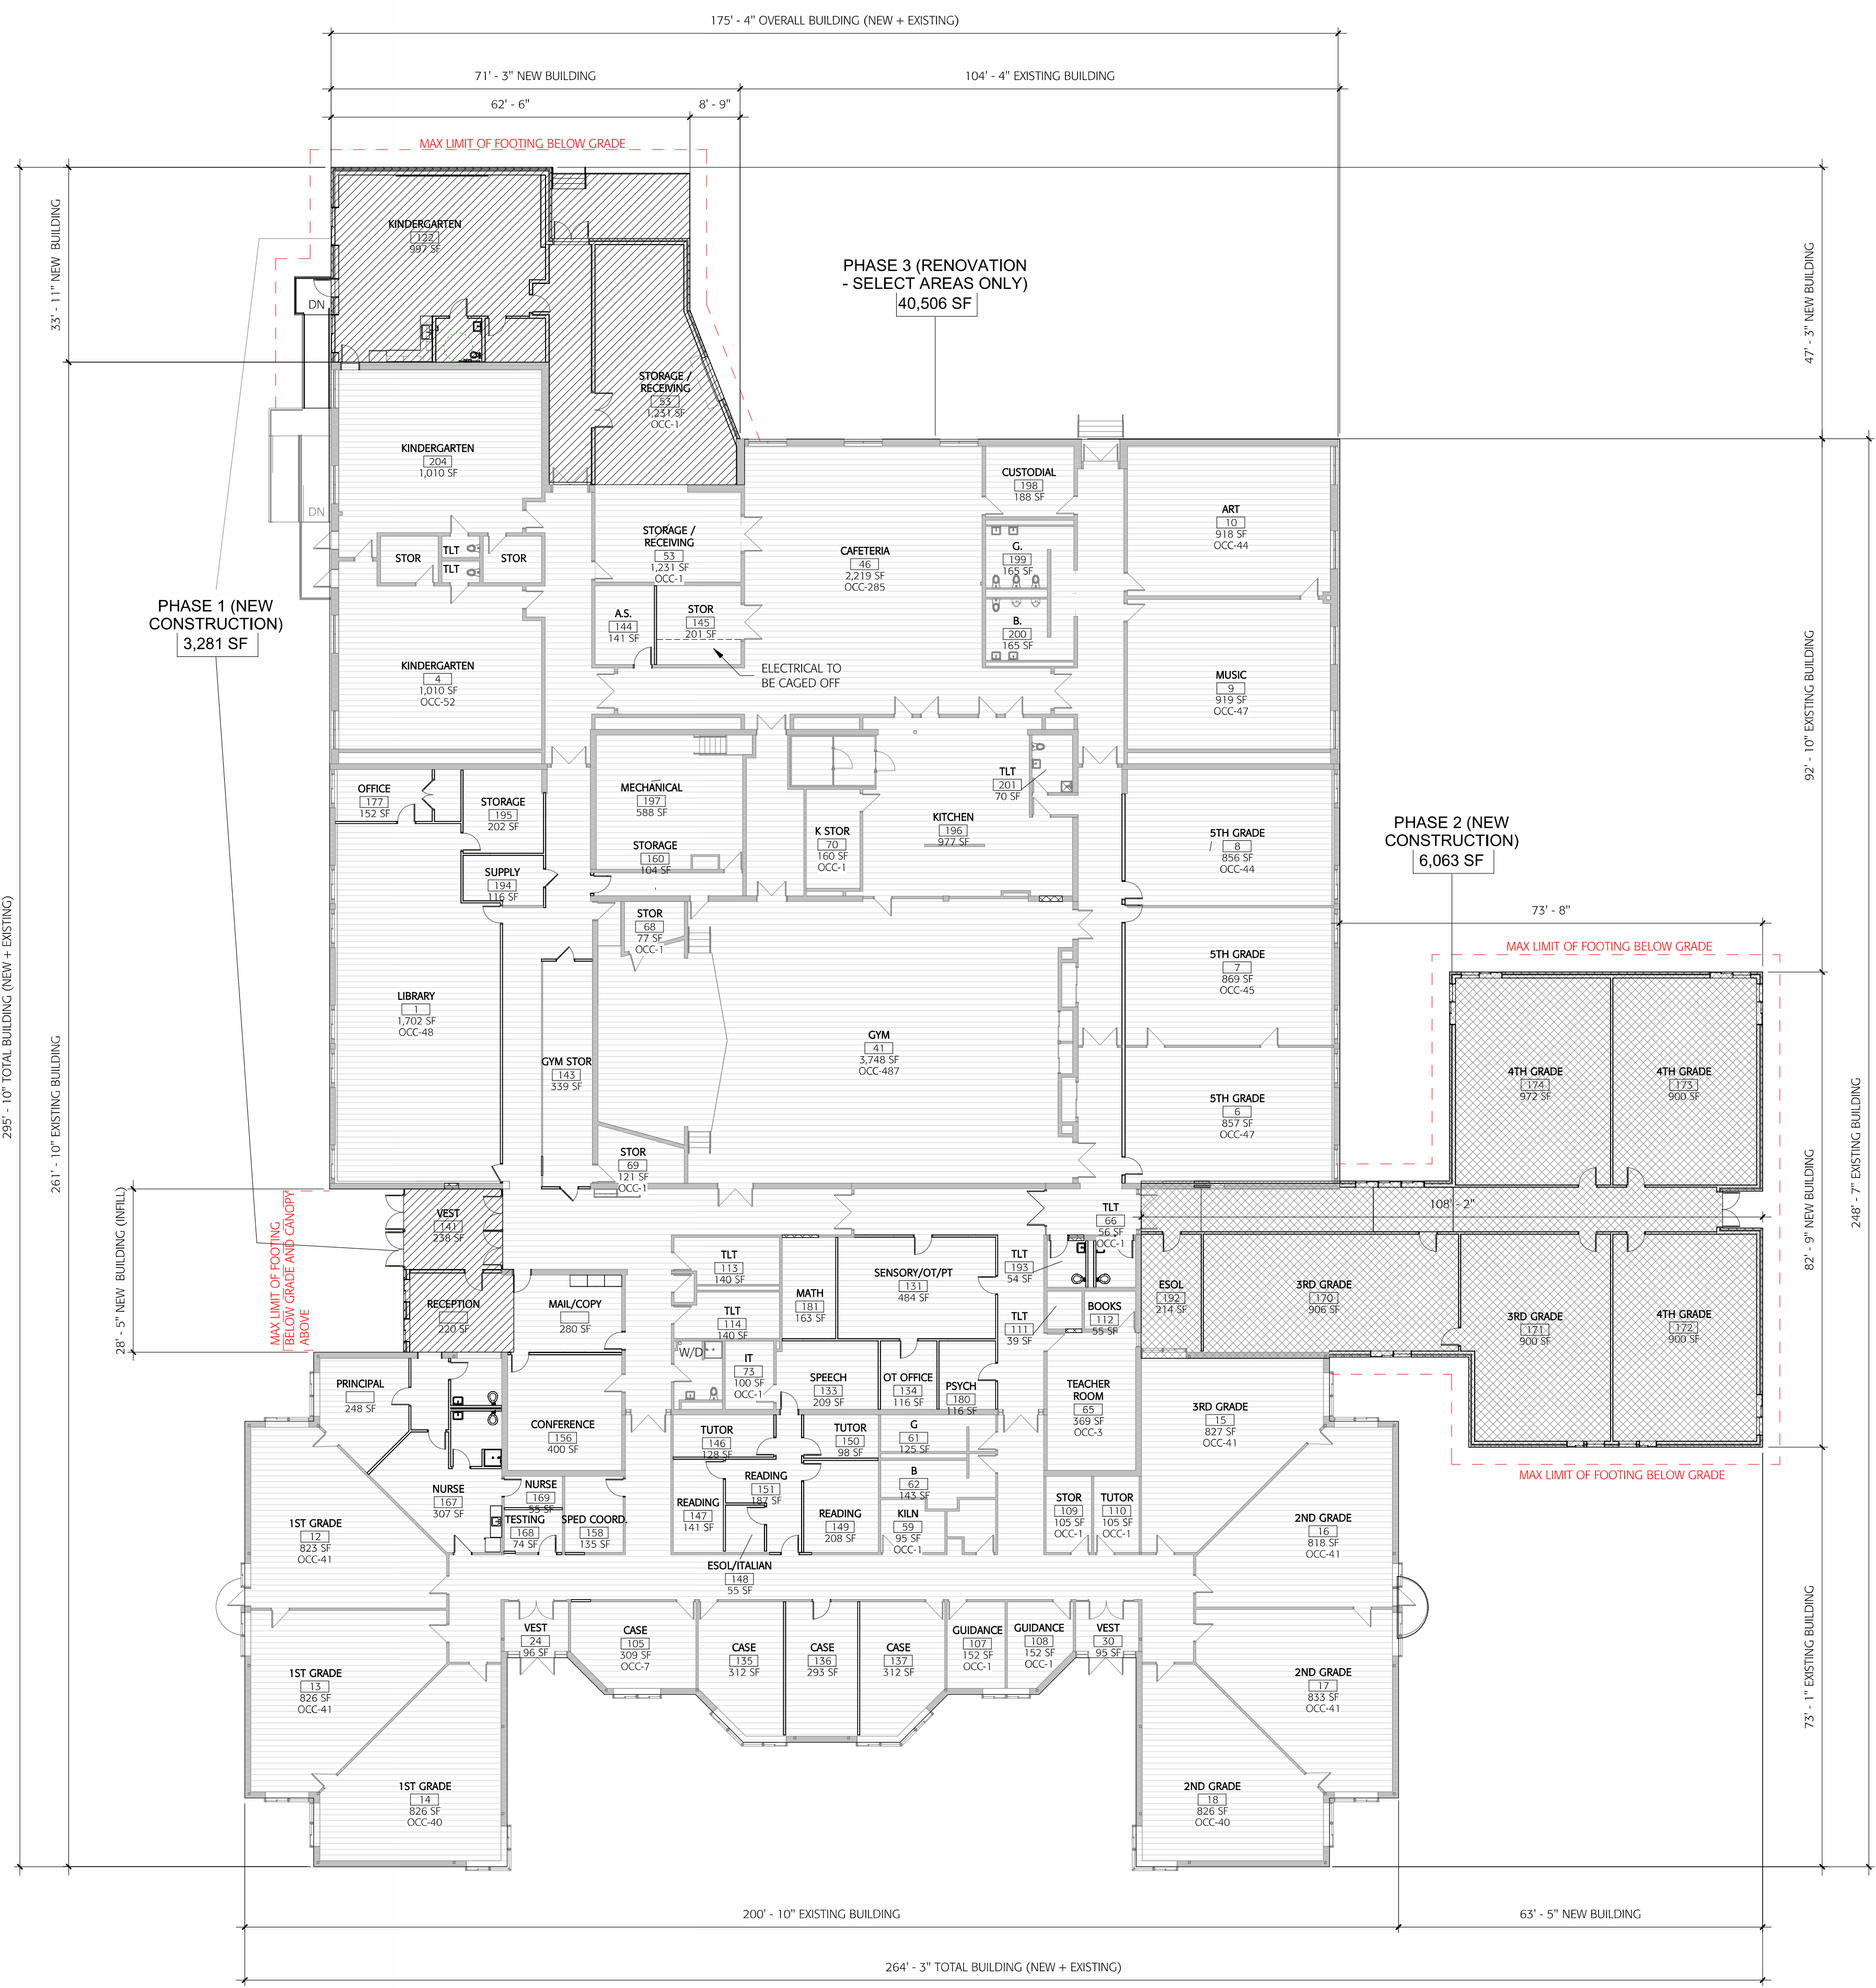 175' - 4" OVERALL BUILDING (NEW + EXISTING)
71' - 3" NEW BUILDING
104' - 4" EXISTING BUILDING
62' - 6"
8' - 9"
MAX LIMIT OF FOOTING BELOW GRADE
33' - 11" NEW BUILDING
47' - 3" NEW BUILDING
KINDERGARTEN
122
997 SF
DN
PHASE 3 (RENOVATION
- SELECT AREAS ONLY)
40,506 SF
STORAGE /
RECEIVING
53
1,231 SF
OCC-1
KINDERGARTEN
204
1,010 SF
DN
CUSTODIAL
198
188 SF
ART
10
918 SF
OCC-44
STOR
TLT
TLT
STOR
STORAGE /
RECEIVING
53
1,231 SF
OCC-1
CAFETERIA
46
2,219 SF
OCC-285
G.
199
165 SF
PHASE 1 (NEW
CONSTRUCTION)
3,281 SF
A.S.
144
141 SF
STOR
145
201 SF
B.
200
165 SF
ELECTRICAL TO
BE CAGED OFF
KINDERGARTEN
4
1,010 SF
OCC-52
MUSIC
9
919 SF
OCC-47
92' - 10" EXISTING BUILDING
OFFICE
177
152 SF
STORAGE
195
202 SF
MECHANICAL
197
588 SF
TLT
201
70 SF
KITCHEN
196
977 SF
K STOR
70
160 SF
OCC-1
5TH GRADE
8
856 SF
OCC-44
PHASE 2 (NEW
CONSTRUCTION)
6,063 SF
STORAGE
160
104 SF
SUPPLY
194
116 SF
STOR
68
77 SF
OCC-1
73' - 8"
MAX LIMIT OF FOOTING BELOW GRADE
5TH GRADE
7
869 SF
OCC-45
295' - 10" TOTAL BUILDING (NEW + EXISTING)
261' - 10" EXISTING BUILDING
LIBRARY
1
1,702 SF
OCC-48
GYM STOR
143
339 SF
GYM
41
3,748 SF
OCC-487
4TH GRADE
174
972 SF
4TH GRADE
173
900 SF
5TH GRADE
6
857 SF
OCC-47
248' - 7" EXISTING BUILDING
STOR
69
121 SF
OCC-1
28' - 5" NEW BUILDING (INFILL)
MAX LIMIT OF FOOTING
BELOW GRADE AND CANOPY
ABOVE
VEST
141
238 SF
108' - 2"
82' - 9" NEW BUILDING
TLT
66
56 SF
OCC-1
TLT
113
140 SF
MATH
181
163 SF
SENSORY/OT/PT
131
484 SF
TLT
193
54 SF
ESOL
192
214 SF
3RD GRADE
170
906 SF
3RD GRADE
171
900 SF
4TH GRADE
172
900 SF
RECEPTION
220 SF
MAIL/COPY
280 SF
TLT
114
140 SF
TLT
111
39 SF
BOOKS
112
55 SF
W/D
IT
73
100 SF
OCC-1
SPEECH
133
209 SF
OT OFFICE
134
116 SF
PSYCH
180
116 SF
TEACHER
ROOM
65
369 SF
OCC-3
PRINCIPAL
248 SF
CONFERENCE
156
400 SF
3RD GRADE
15
827 SF
OCC-41
TUTOR
146
128 SF
TUTOR
150
98 SF
G
61
125 SF
MAX LIMIT OF FOOTING BELOW GRADE
NURSE
167
307 SF
NURSE
169
55 SF
READING
151
187 SF
B
62
143 SF
READING
147
141 SF
READING
149
208 SF
KILN
59
95 SF
OCC-1
STOR
109
105 SF
OCC-1
TUTOR
110
105 SF
OCC-1
TESTING
168
74 SF
SPED COORD.
158
135 SF
1ST GRADE
12
823 SF
OCC-41
2ND GRADE
16
818 SF
OCC-41
ESOL/ITALIAN
148
55 SF
VEST
24
96 SF
CASE
105
309 SF
OCC-7
CASE
135
312 SF
CASE
136
293 SF
CASE
137
312 SF
GUIDANCE
107
152 SF
OCC-1
GUIDANCE
108
152 SF
OCC-1
VEST
30
95 SF
1ST GRADE
13
826 SF
OCC-41
2ND GRADE
17
833 SF
OCC-41
73' - 1" EXISTING BUILDING
1ST GRADE
14
826 SF
OCC-40
2ND GRADE
18
826 SF
OCC-40
200' - 10" EXISTING BUILDING
63' - 5" NEW BUILDING
264' - 3" TOTAL BUILDING (NEW + EXISTING)